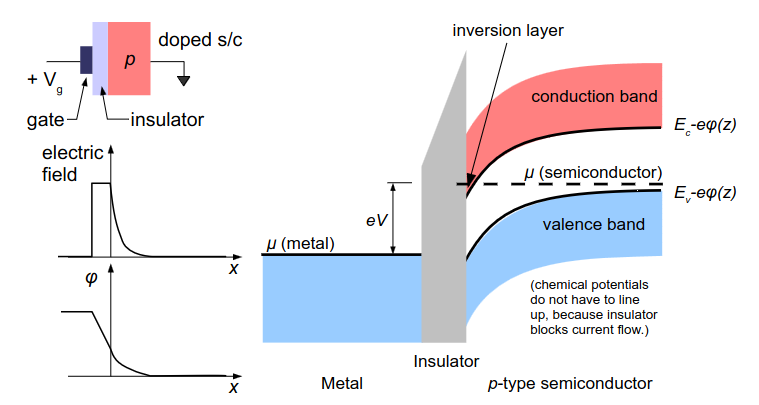 doped s/c
p
+ V_g
gate
insulator
electric
field
x
φ
x
inversion layer
conduction band
E_c-eφ(z)
μ (semiconductor)
E_v-eφ(z)
eV
μ (metal)
valence band
(chemical potentials
do not have to line
up, because insulator
blocks current flow.)
Insulator
Metal
p-type semiconductor